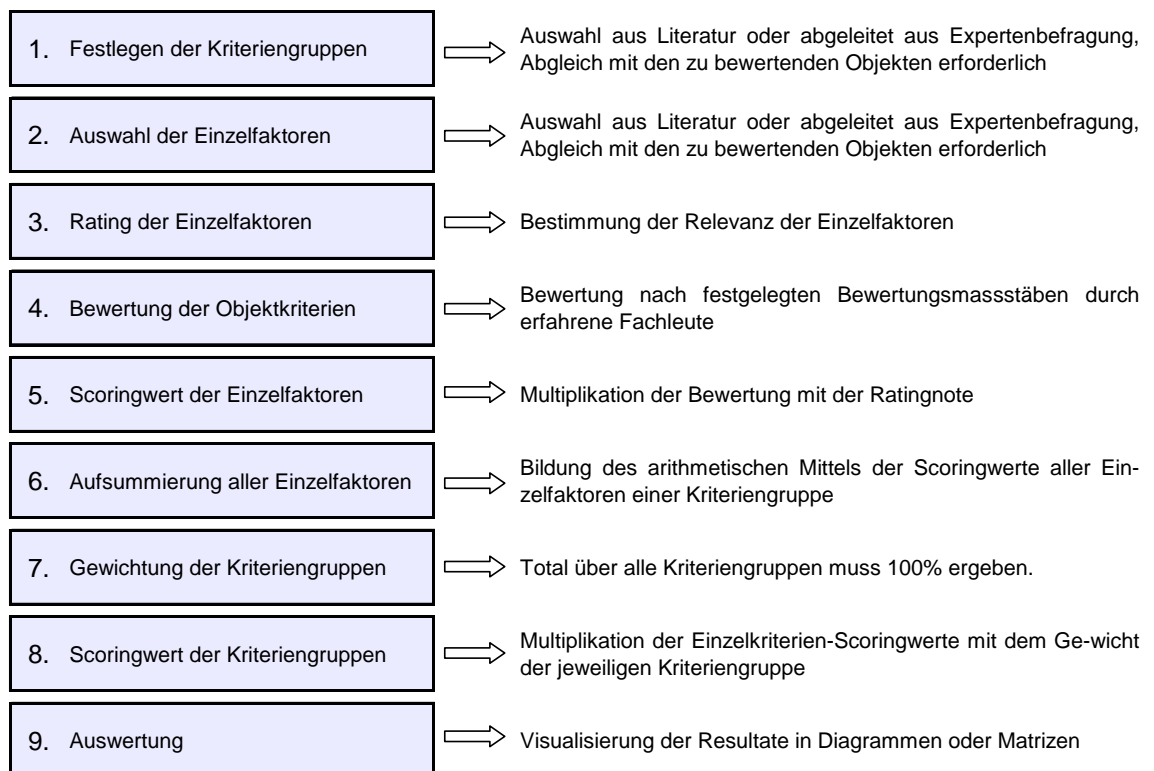 1. Festlegen der Kriteriengruppen
Auswahl aus Literatur oder abgeleitet aus Expertenbefragung,
Abgleich mit den zu bewertenden Objekten erforderlich
2. Auswahl der Einzelfaktoren
Auswahl aus Literatur oder abgeleitet aus Expertenbefragung,
Abgleich mit den zu bewertenden Objekten erforderlich
3. Rating der Einzelfaktoren
Bestimmung der Relevanz der Einzelfaktoren
4. Bewertung der Objektkriterien
Bewertung nach festgelegten Bewertungsmassstäben durch
erfahrene Fachleute
5. Scoringwert der Einzelfaktoren
Multiplikation der Bewertung mit der Ratingnote
6. Aufsummierung aller Einzelfaktoren
Bildung des arithmetischen Mittels der Scoringwerte aller Ein-
zelfaktoren einer Kriteriengruppe
7. Gewichtung der Kriteriengruppen
Total über alle Kriteriengruppen muss 100% ergeben.
8. Scoringwert der Kriteriengruppen
Multiplikation der Einzelkriterien-Scoringwerte mit dem Ge-wicht
der jeweiligen Kriteriengruppe
9. Auswertung
Visualisierung der Resultate in Diagrammen oder Matrizen